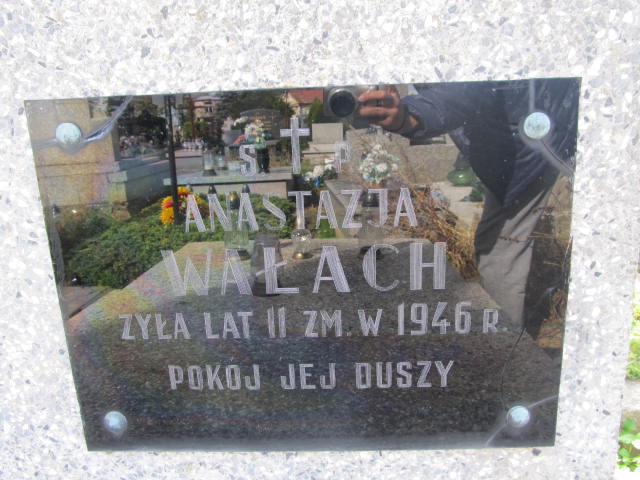 S P
ANASTAZJA
WAŁACH
ŻYŁA LAT 11 ZM. W 1946 R
POKÓJ JEJ DUSZY